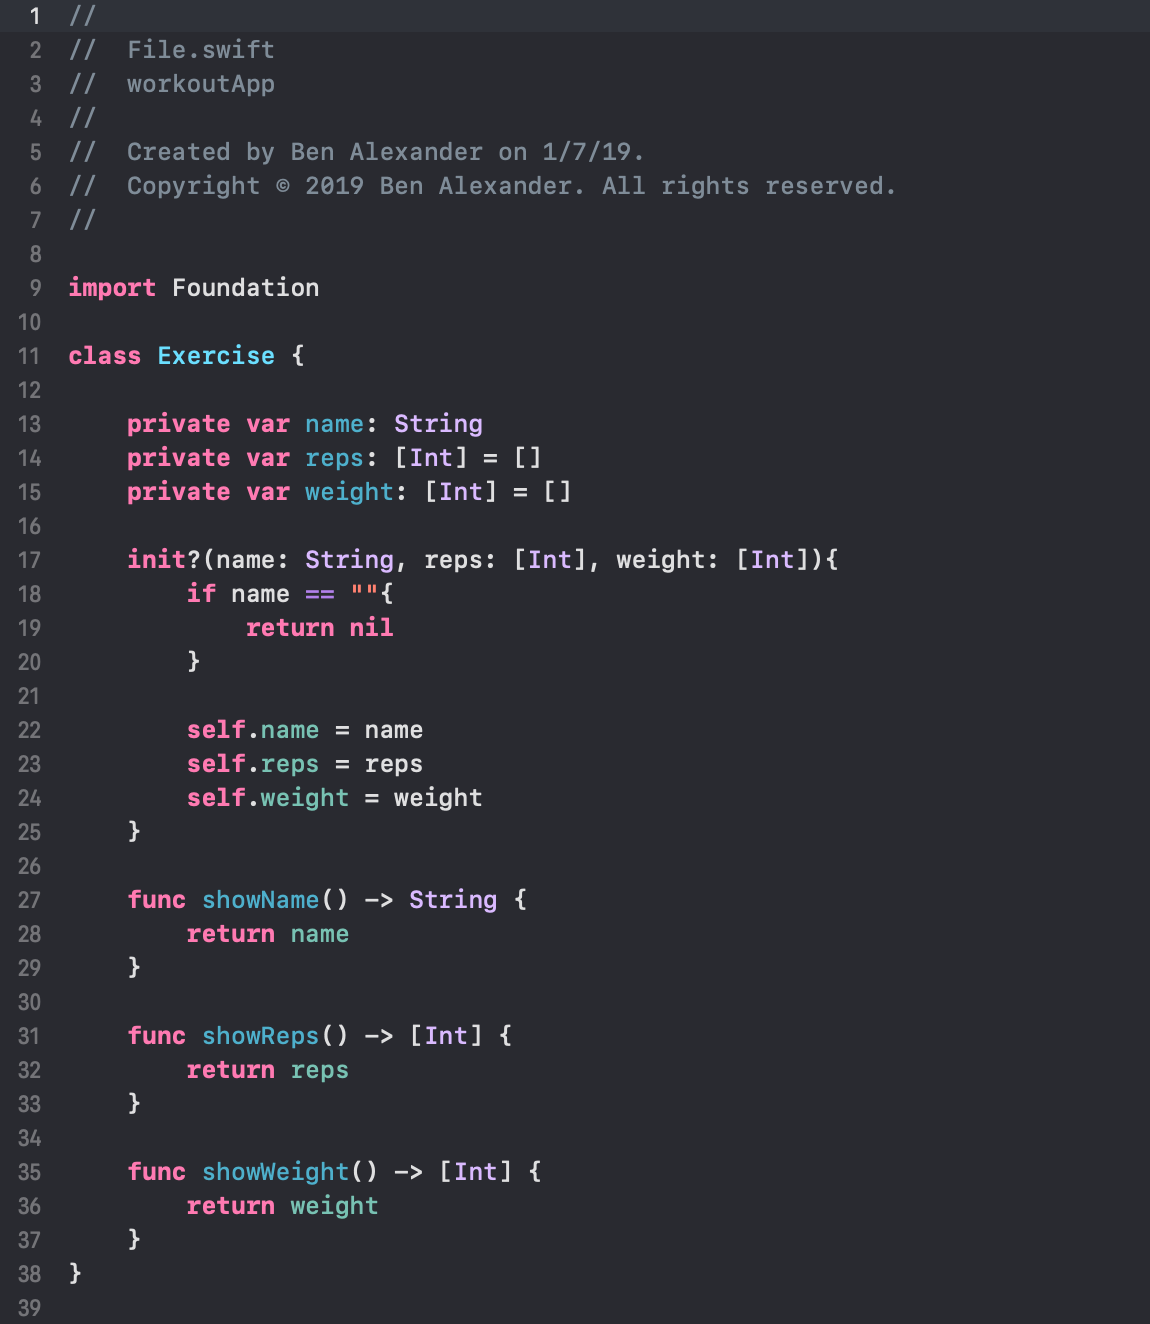 1 //
2 //  File.swift
3 //  workoutApp
4 //
5 //  Created by Ben Alexander on 1/7/19.
6 //  Copyright © 2019 Ben Alexander. All rights reserved.
7 //
8
9 import Foundation
10
11 class Exercise {
12
13     private var name: String
14     private var reps: [Int] = []
15     private var weight: [Int] = []
16
17     init?(name: String, reps: [Int], weight: [Int]){
18         if name == ""{
19             return nil
20         }
21
22         self.name = name
23         self.reps = reps
24         self.weight = weight
25     }
26
27     func showName() -> String {
28         return name
29     }
30
31     func showReps() -> [Int] {
32         return reps
33     }
34
35     func showWeight() -> [Int] {
36         return weight
37     }
38 }
39